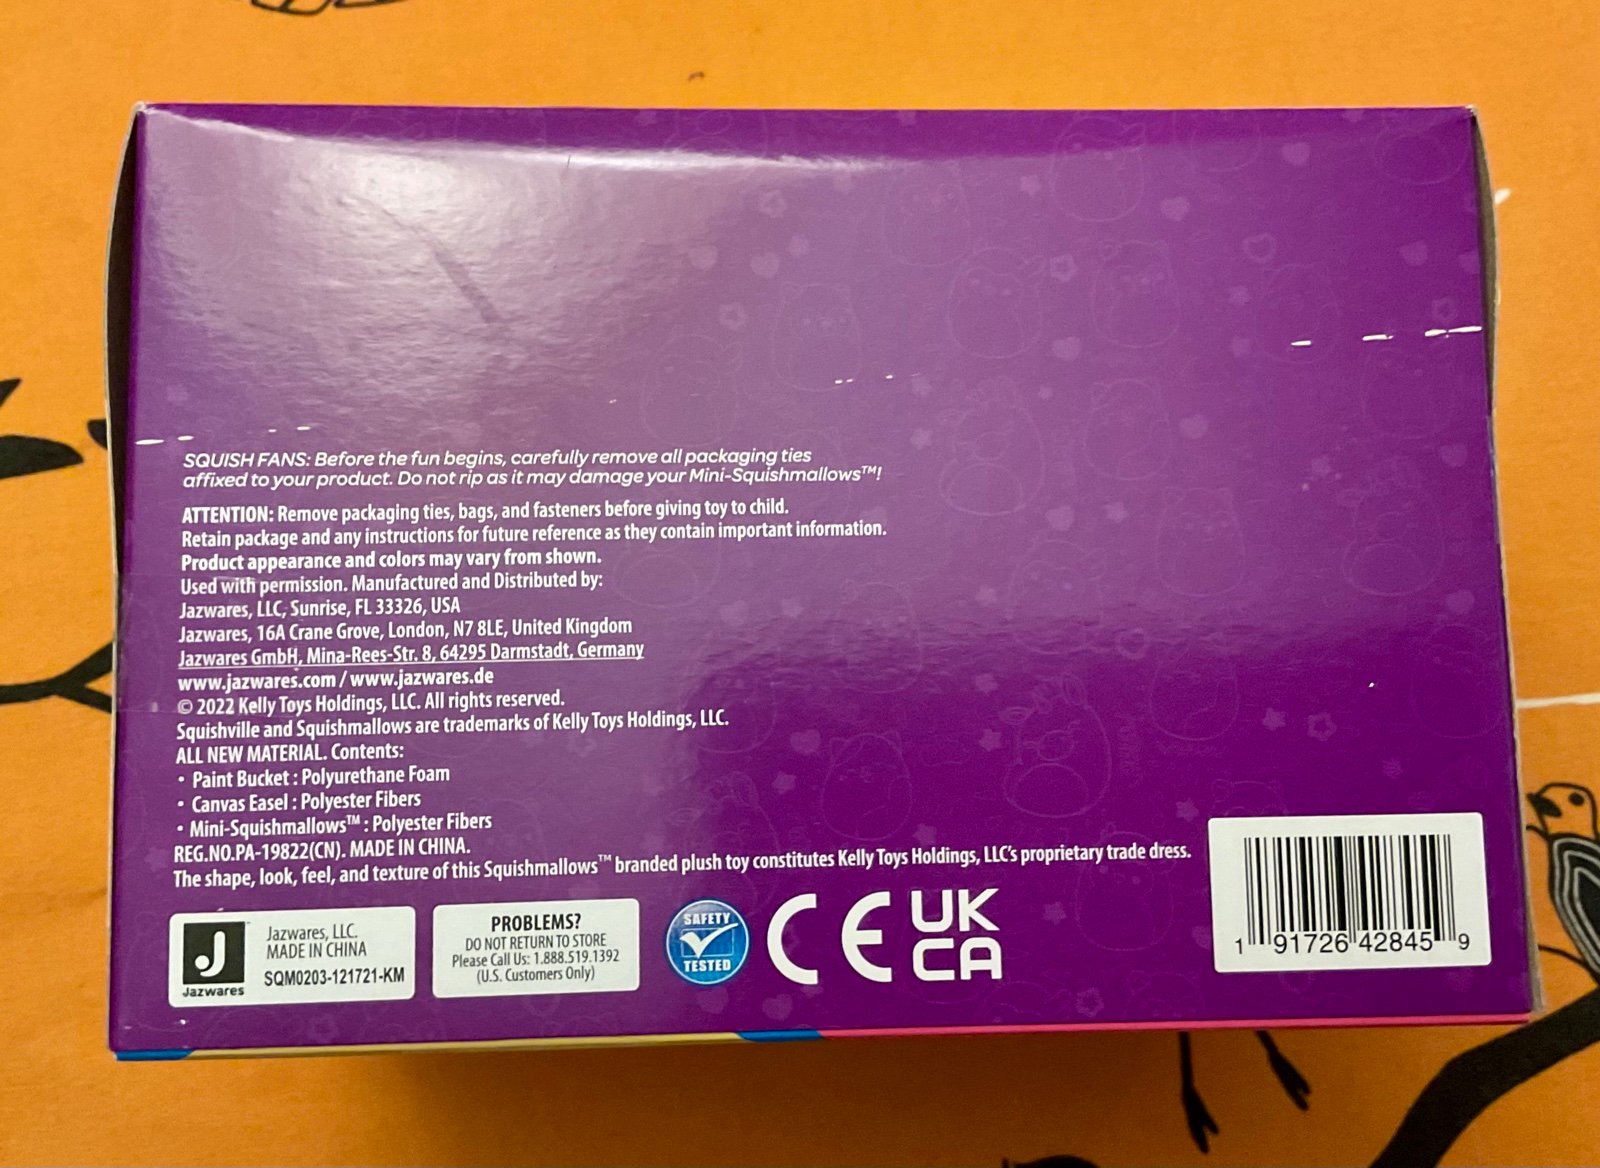 SQUISH FANS: Before the fun begins, carefully remove all packaging ties
affixed to your product. Do not rip as it may damage your Mini-Squishmallows™!
ATTENTION: Remove packaging ties, bags, and fasteners before giving toy to child.
Retain package and any instructions for future reference as they contain important information.
Product appearance and colors may vary from shown.
Used with permission. Manufactured and Distributed by:
Jazwares, LLC, Sunrise, FL 33326, USA
Jazwares, 16A Crane Grove, London, N7 8LE, United Kingdom
Jazwares GmbH, Mina-Rees-Str. 8, 64295 Darmstadt, Germany
www.jazwares.com / www.jazwares.de
© 2022 Kelly Toys Holdings, LLC. All rights reserved.
Squishville and Squishmallows are trademarks of Kelly Toys Holdings, LLC.
ALL NEW MATERIAL. Contents:
• Paint Bucket : Polyurethane Foam
• Canvas Easel : Polyester Fibers
• Mini-Squishmallows™ : Polyester Fibers
REG.NO.PA-19822(CN). MADE IN CHINA.
The shape, look, feel, and texture of this Squishmallows™ branded plush toy constitutes Kelly Toys Holdings, LLC's proprietary trade dress.
J
Jazwares
Jazwares, LLC.
MADE IN CHINA
SQM0203-121721-KM
PROBLEMS?
DO NOT RETURN TO STORE
Please Call Us: 1.888.519.1392
(U.S. Customers Only)
SAFETY
TESTED
CE
UK
CA
1 91726 42845 9